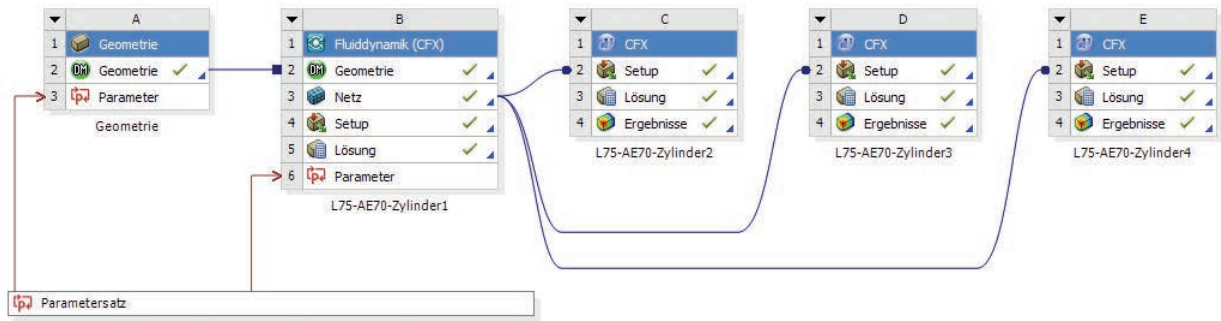 A
1 Geometrie
2 DM Geometrie
3 Parameter
Geometrie
B
1 Fluiddynamik (CFX)
2 DM Geometrie
3 Netz
4 Setup
5 Lösung
6 Parameter
L75-AE70-Zylinder1
C
1 CFX
2 Setup
3 Lösung
4 Ergebnisse
L75-AE70-Zylinder2
D
1 CFX
2 Setup
3 Lösung
4 Ergebnisse
L75-AE70-Zylinder3
E
1 CFX
2 Setup
3 Lösung
4 Ergebnisse
L75-AE70-Zylinder4
Parametersatz